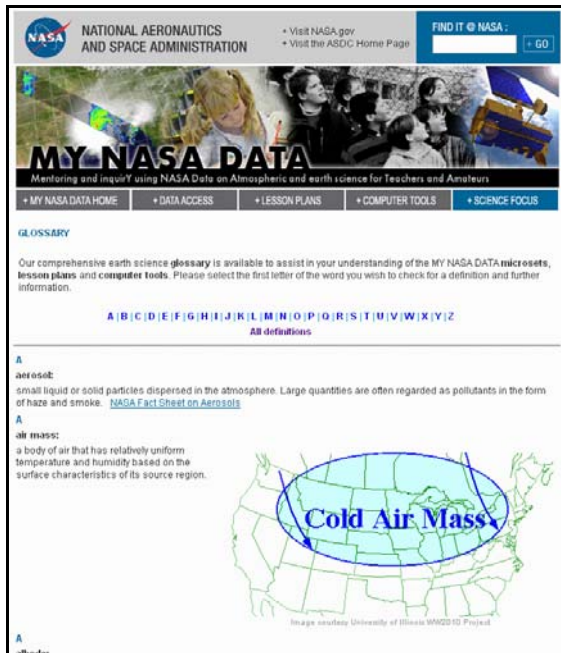 NASA
NATIONAL AERONAUTICS
AND SPACE ADMINISTRATION
+ Visit NASA.gov
+ Visit the ASDC Home Page
FIND IT @ NASA :
+ GO
MY NASA DATA
Mentoring and inquirY using NASA Data on Atmospheric and earth science for Teachers and Amateurs
+ MY NASA DATA HOME
+ DATA ACCESS
+ LESSON PLANS
+ COMPUTER TOOLS
+ SCIENCE FOCUS
GLOSSARY
Our comprehensive earth science glossary is available to assist in your understanding of the MY NASA DATA microsets,
lesson plans and computer tools. Please select the first letter of the word you wish to check for a definition and further
information.
A | B | C | D | E | F | G | H | I | J | K | L | M | N | O | P | Q | R | S | T | U | V | W | X | Y | Z
All definitions
A
aerosol:
small liquid or solid particles dispersed in the atmosphere. Large quantities are often regarded as pollutants in the form
of haze and smoke. NASA Fact Sheet on Aerosols
A
air mass:
a body of air that has relatively uniform
temperature and humidity based on the
surface characteristics of its source region.
Cold Air Mass
Image courtesy University of Illinois WW2010 Project
A